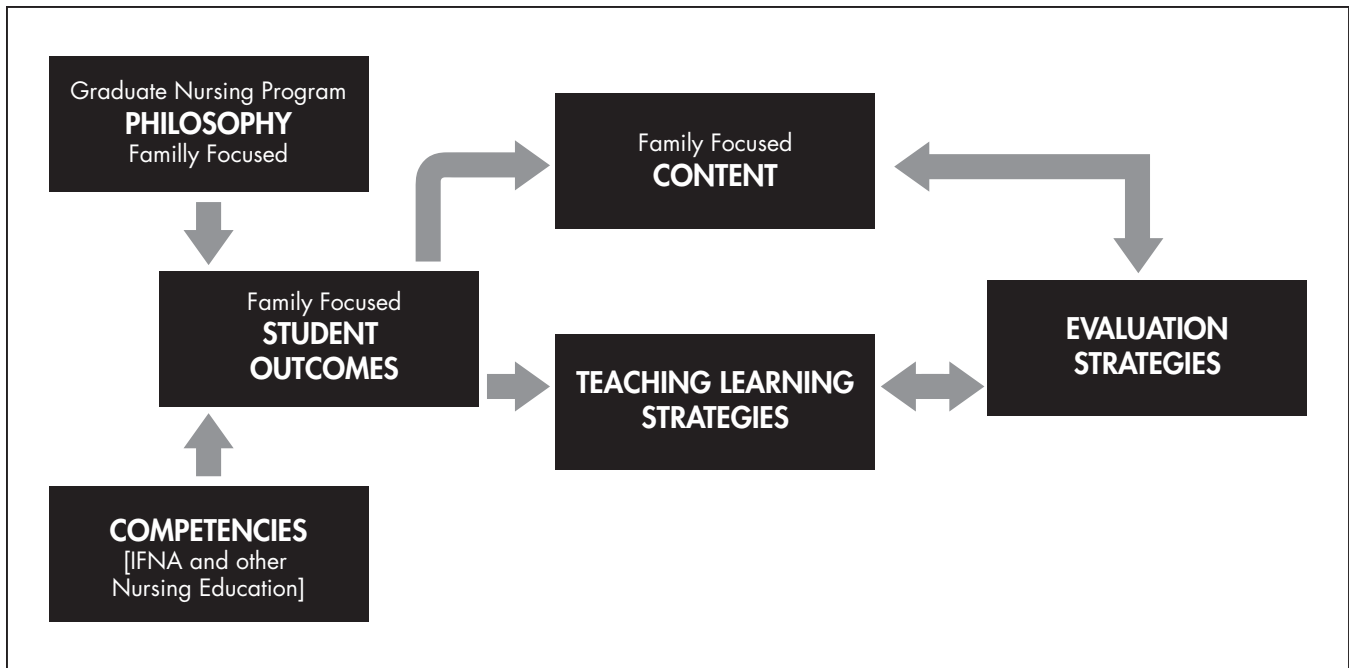 Graduate Nursing Program
PHILOSOPHY
Familly Focused
Family Focused
CONTENT
Family Focused
STUDENT
OUTCOMES
TEACHING LEARNING
STRATEGIES
EVALUATION
STRATEGIES
COMPETENCIES
[IFNA and other
Nursing Education]